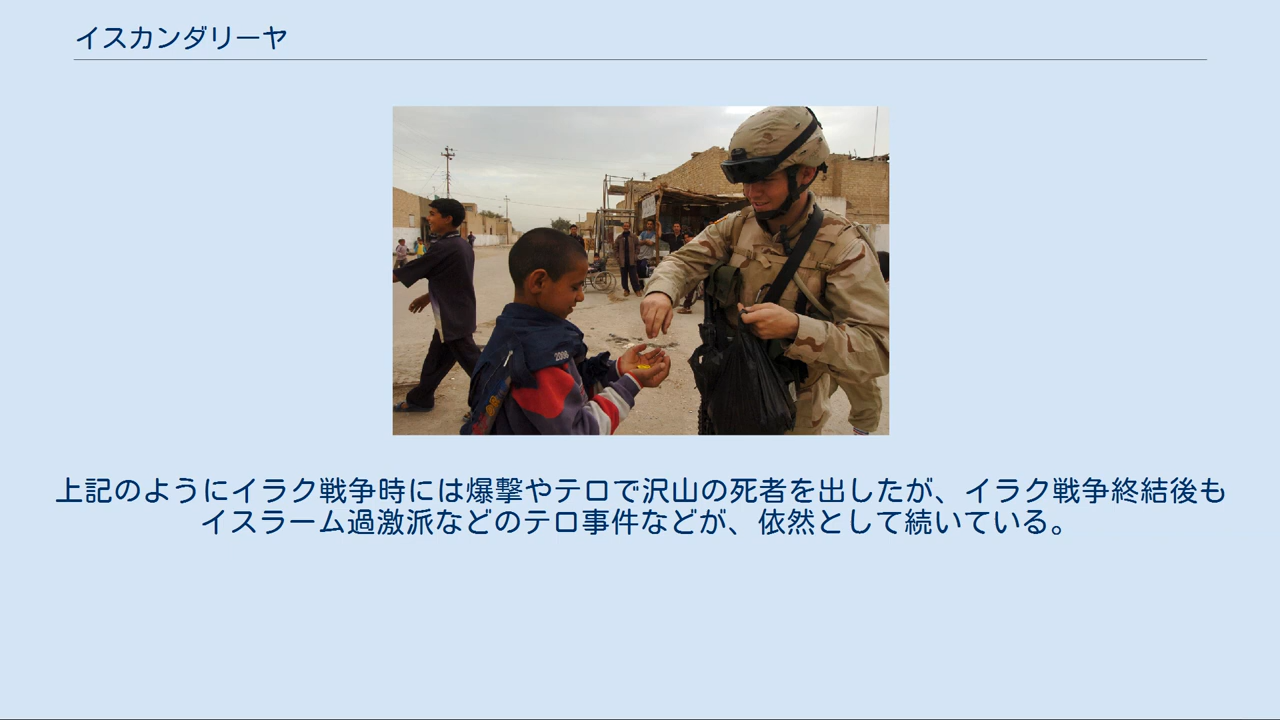 イスカンダリーヤ
2006
上記のようにイラク戦争時には爆撃やテロで沢山の死者を出したが、イラク戦争終結後も
イスラーム過激派などのテロ事件などが、依然として続いている。